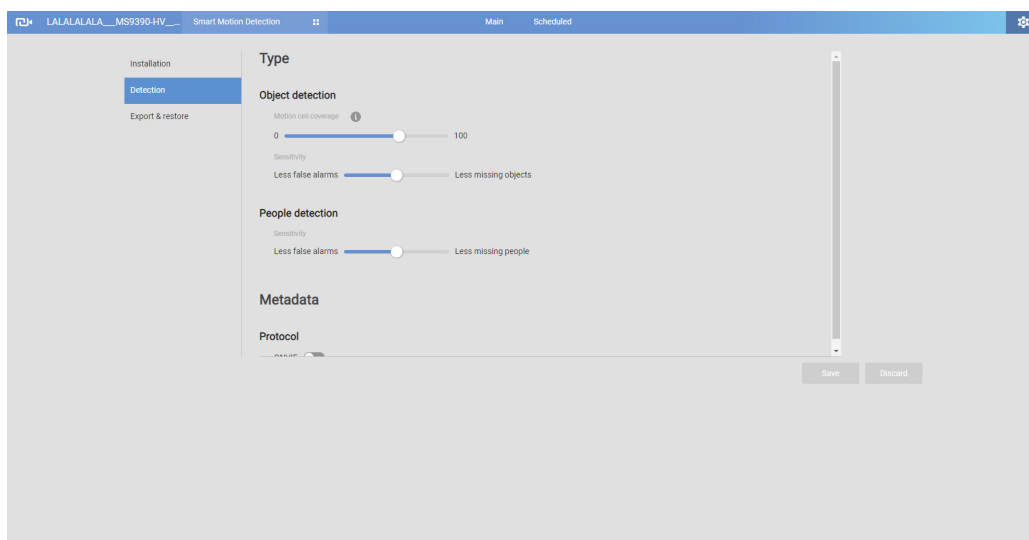 LALALALALA___MS9390-HV__... Smart Motion Detection Main Scheduled
Installation
Detection
Export & restore
Type
Object detection
Motion cell coverage
0 100
Sensitivity
Less false alarms Less missing objects
People detection
Sensitivity
Less false alarms Less missing people
Metadata
Protocol
ONVIF
Save Discard